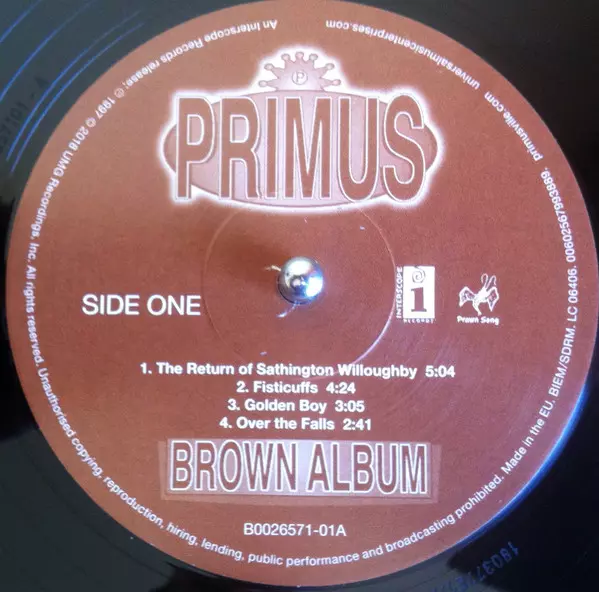 PRIMUS
SIDE ONE
INTERSCOPE
RECORDS
Prawn Song
1. The Return of Sathington Willoughby 5:04
2. Fisticuffs 4:24
3. Golden Boy 3:05
4. Over the Falls 2:41
BROWN ALBUM
B0026571-01A
An Interscope Records release; ℗ 1997 © 2018 UMG Recordings, Inc. All rights reserved. Unauthorised copying, reproduction, hiring, lending, public performance and broadcasting prohibited. Made in the EU. BIEM/SDRM. LC 06406. 00602567993889. primusville.com universalmusicenterprises.com